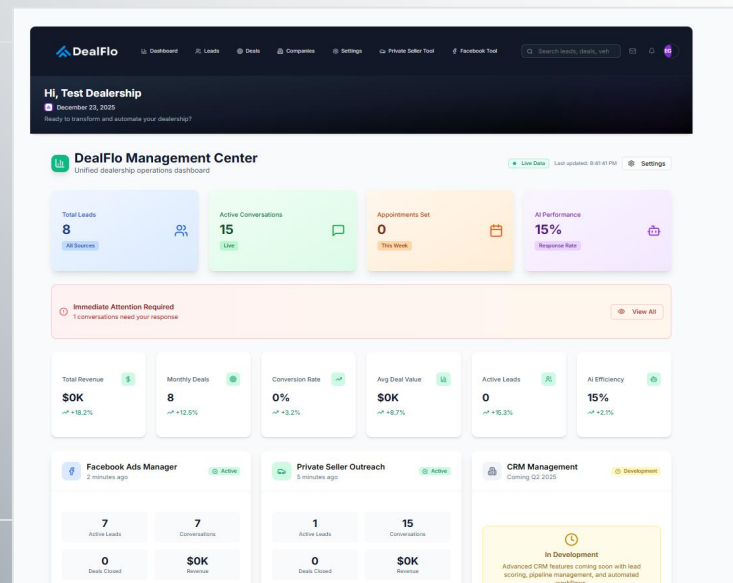 DealFlo
Dashboard
Leads
Deals
Companies
Settings
Private Seller Tool
Facebook Tool
Search leads, deals, veh
EG
Hi, Test Dealership
December 23, 2025
Ready to transform and automate your dealership?
DealFlo Management Center
Unified dealership operations dashboard
Live Data
Last updated: 8:41:41 PM
Settings
Total Leads
8
All Sources
Active Conversations
15
Live
Appointments Set
0
This Week
AI Performance
15%
Response Rate
Immediate Attention Required
1 conversations need your response
View All
Total Revenue
$0K
+18.2%
Monthly Deals
8
+12.5%
Conversion Rate
0%
+3.2%
Avg Deal Value
$0K
+8.7%
Active Leads
0
+15.3%
AI Efficiency
15%
+2.1%
Facebook Ads Manager
2 minutes ago
Active
7
Active Leads
7
Conversations
0
Deals Closed
$0K
Revenue
Private Seller Outreach
5 minutes ago
Active
1
Active Leads
15
Conversations
0
Deals Closed
$0K
Revenue
CRM Management
Coming Q2 2025
Development
In Development
Advanced CRM features coming soon with lead
scoring, pipeline management, and automated